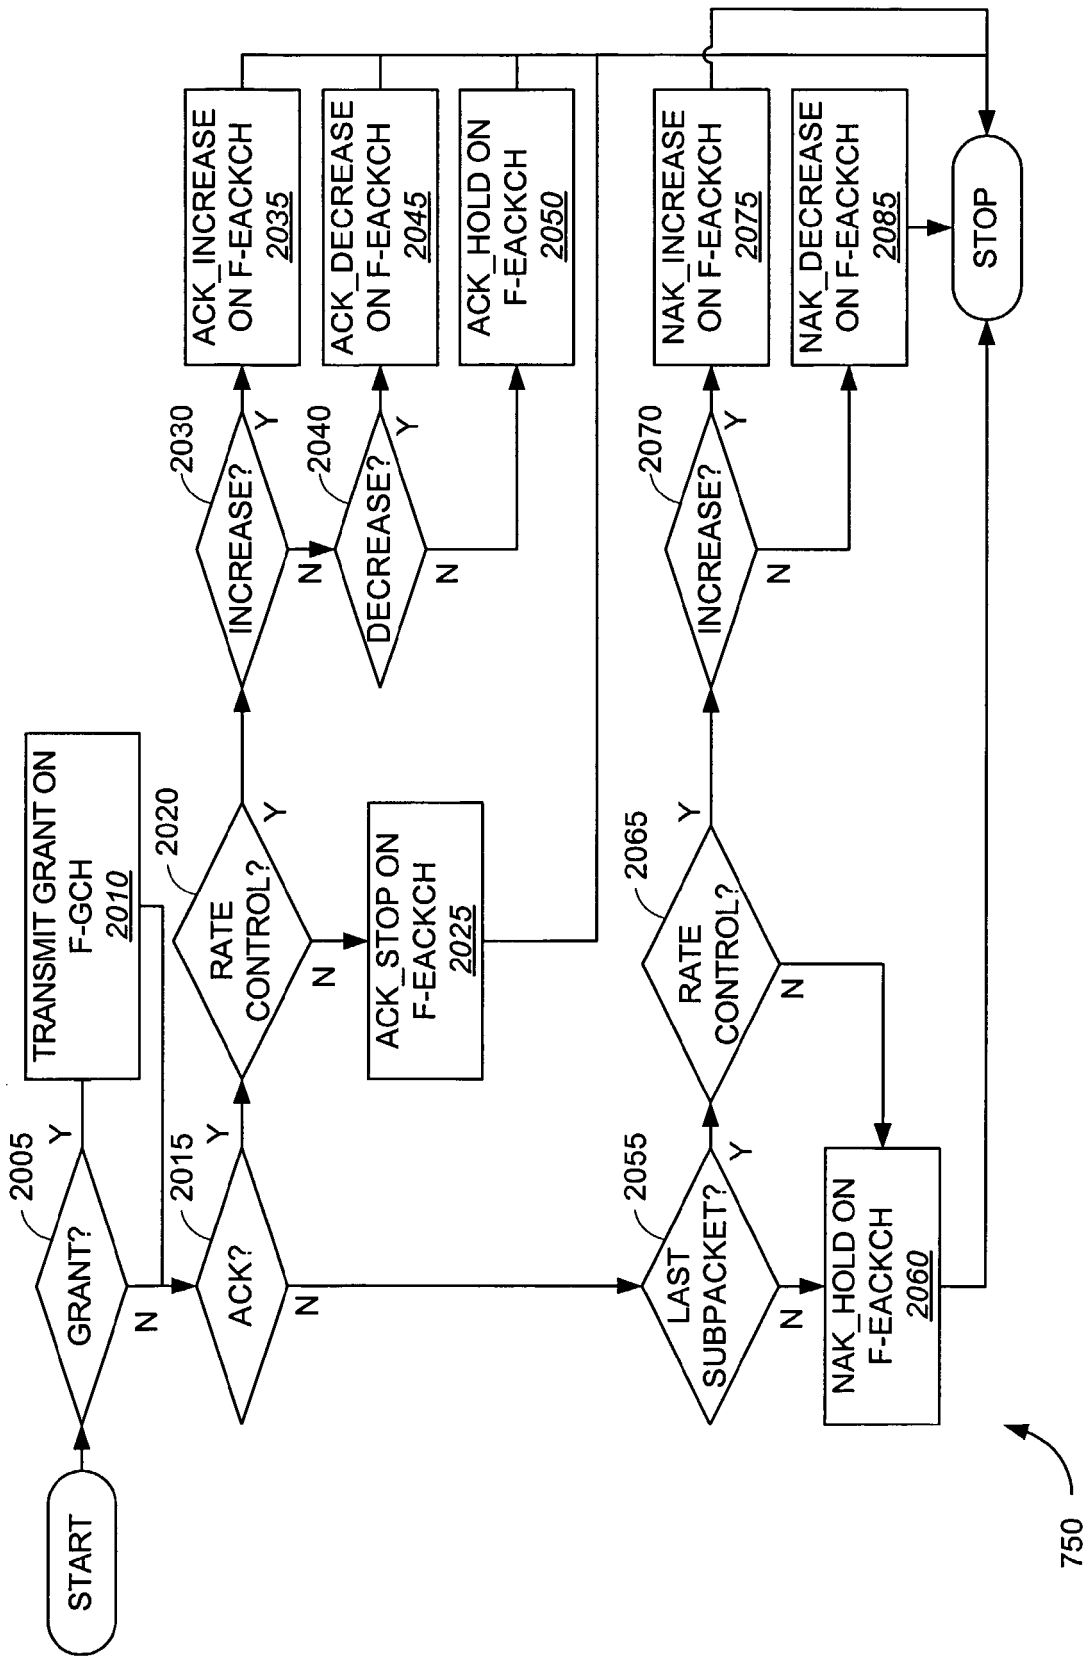 START
GRANT?
2005
Y
N
TRANSMIT GRANT ON
F-GCH
2010
ACK?
2015
Y
N
RATE
CONTROL?
2020
Y
N
ACK_STOP ON
F-EACKCH
2025
INCREASE?
2030
Y
N
ACK_INCREASE
ON F-EACKCH
2035
DECREASE?
2040
Y
N
ACK_DECREASE
ON F-EACKCH
2045
ACK_HOLD ON
F-EACKCH
2050
LAST
SUBPACKET?
2055
Y
N
NAK_HOLD ON
F-EACKCH
2060
RATE
CONTROL?
2065
Y
N
INCREASE?
2070
Y
N
NAK_INCREASE
ON F-EACKCH
2075
NAK_DECREASE
ON F-EACKCH
2085
STOP
750